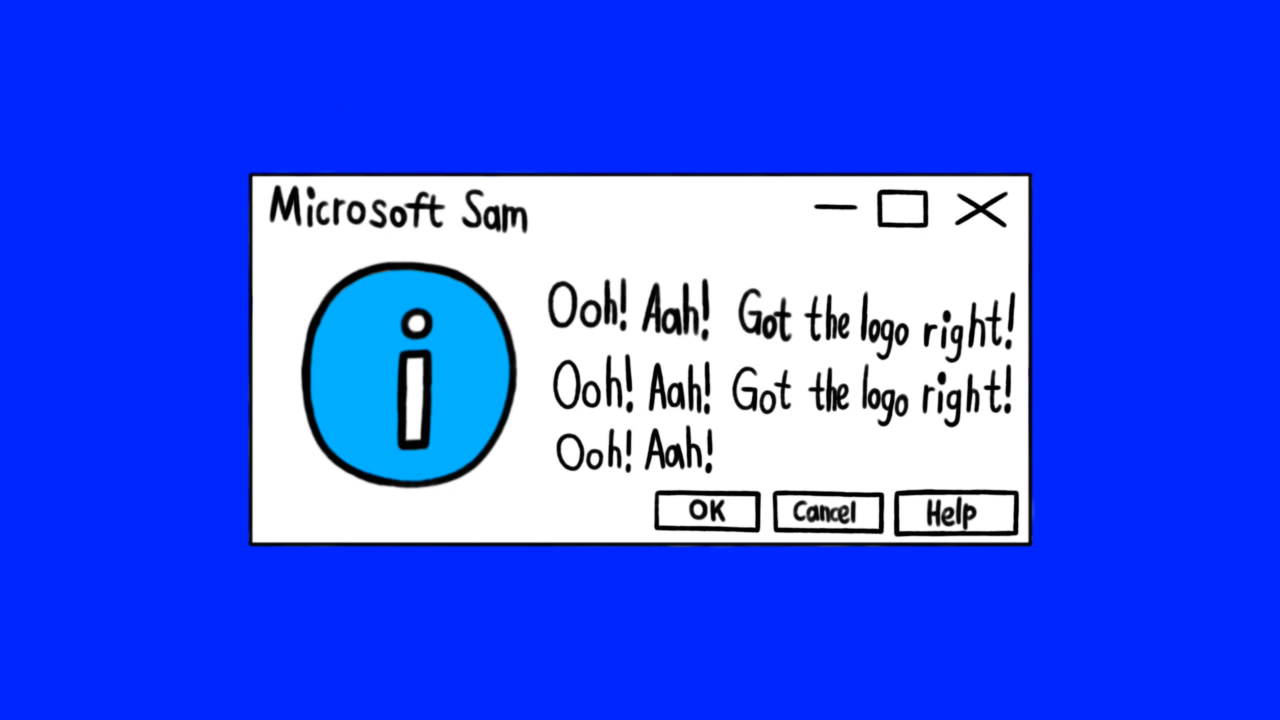 Microsoft Sam
i
Ooh! Aah! Got the logo right!
Ooh! Aah! Got the logo right!
Ooh! Aah!
OK Cancel Help